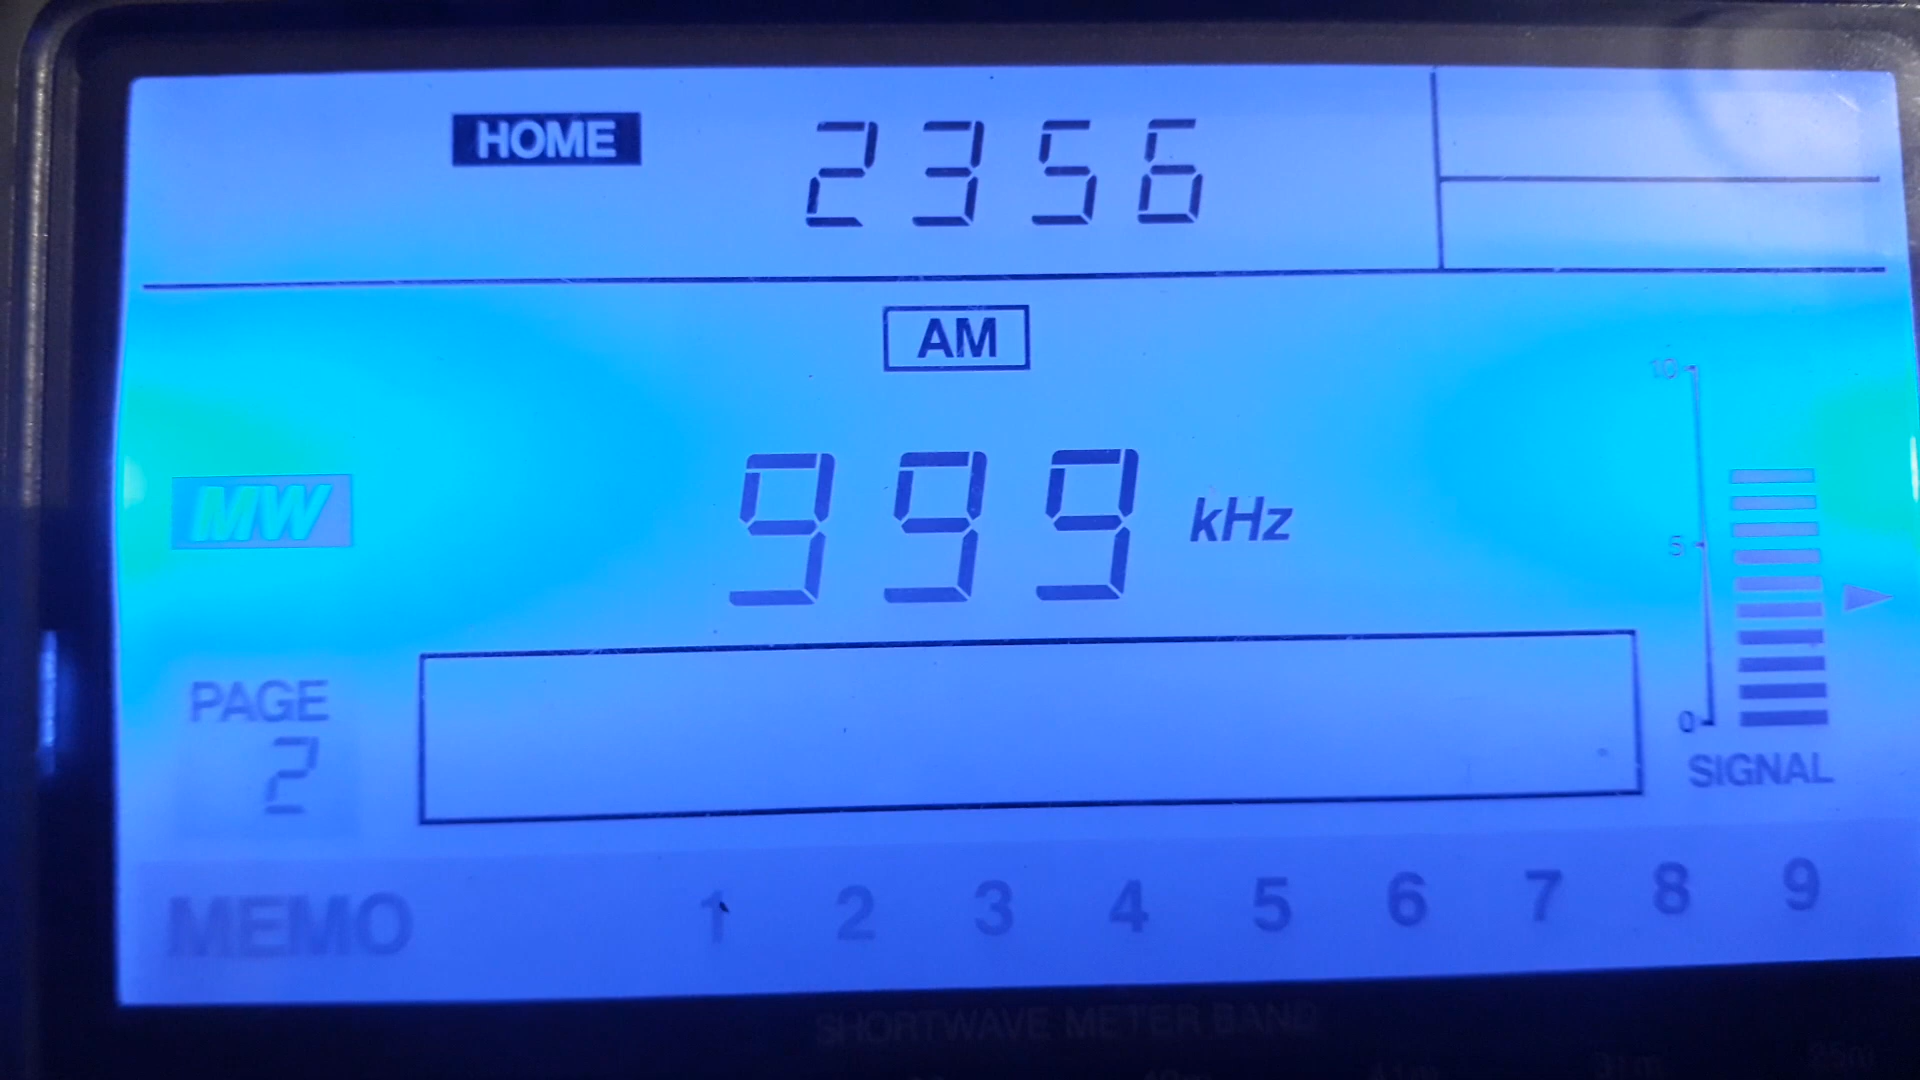 HOME 2356
AM
10
MW 999 kHz
5
PAGE
2
0
SIGNAL
MEMO 1 2 3 4 5 6 7 8 9
SHORTWAVE METER BAND